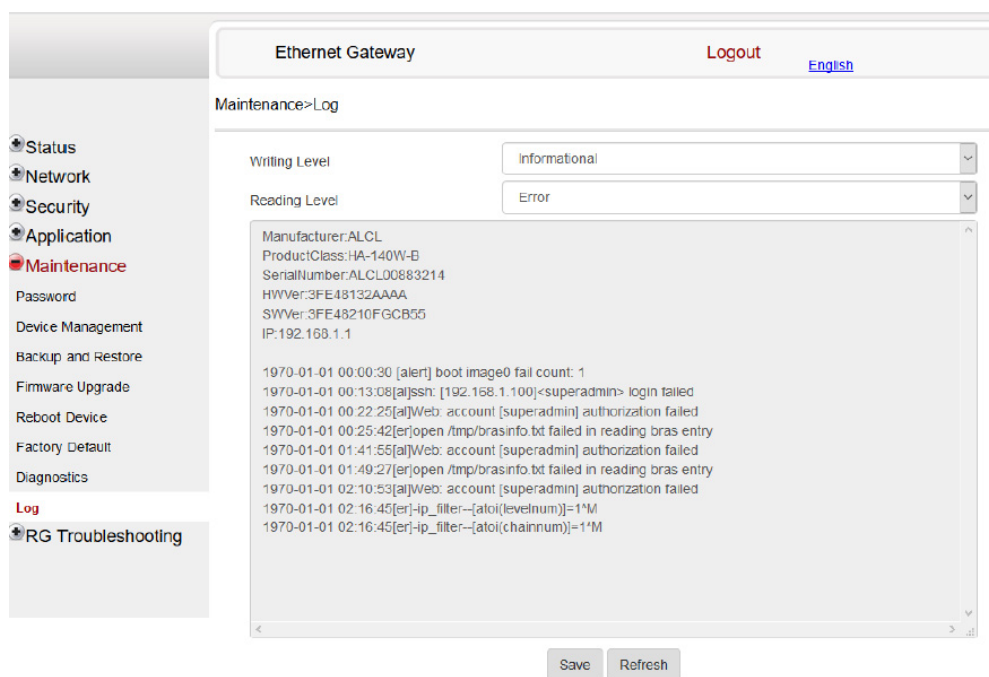 Ethernet Gateway
Logout
English
Maintenance>Log
Status
Network
Security
Application
Maintenance
Password
Device Management
Backup and Restore
Firmware Upgrade
Reboot Device
Factory Default
Diagnostics
Log
RG Troubleshooting
Writing Level
Informational
Reading Level
Error
Manufacturer:ALCL
ProductClass:HA-140W-B
SerialNumber:ALCL00883214
HWVer:3FE48132AAAA
SWVer:3FE48210FGCB55
IP:192.168.1.1
1970-01-01 00:00:30 [alert] boot image0 fail count: 1
1970-01-01 00:13:08[al]ssh: [192.168.1.100]<superadmin> login failed
1970-01-01 00:22:25[al]Web: account [superadmin] authorization failed
1970-01-01 00:25:42[er]open /tmp/brasinfo.txt failed in reading bras entry
1970-01-01 01:41:55[al]Web: account [superadmin] authorization failed
1970-01-01 01:49:27[er]open /tmp/brasinfo.txt failed in reading bras entry
1970-01-01 02:10:53[al]Web: account [superadmin] authorization failed
1970-01-01 02:16:45[er]-ip_filter--[atoi(levelnum)]=1^M
1970-01-01 02:16:45[er]-ip_filter--[atoi(chainnum)]=1^M
Save
Refresh